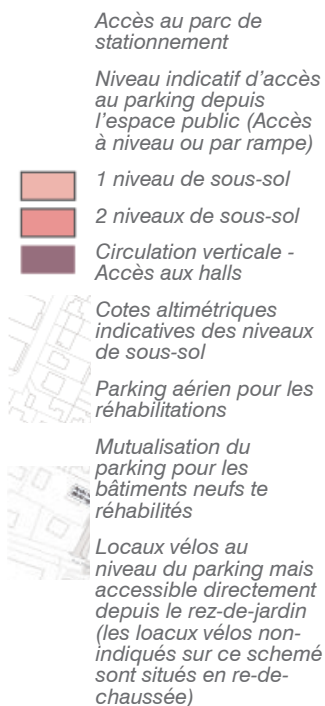 Accès au parc de
stationnement
Niveau indicatif d’accès
au parking depuis
l’espace public (Accès
à niveau ou par rampe)
1 niveau de sous-sol
2 niveaux de sous-sol
Circulation verticale -
Accès aux halls
Cotes altimétriques
indicatives des niveaux
de sous-sol
Parking aérien pour les
réhabilitations
Mutualisation du
parking pour les
bâtiments neufs te
réhabilités
Locaux vélos au
niveau du parking mais
accessible directement
depuis le rez-de-jardin
(les loacux vélos non-
indiqués sur ce schemé
sont situés en re-de-
chaussée)